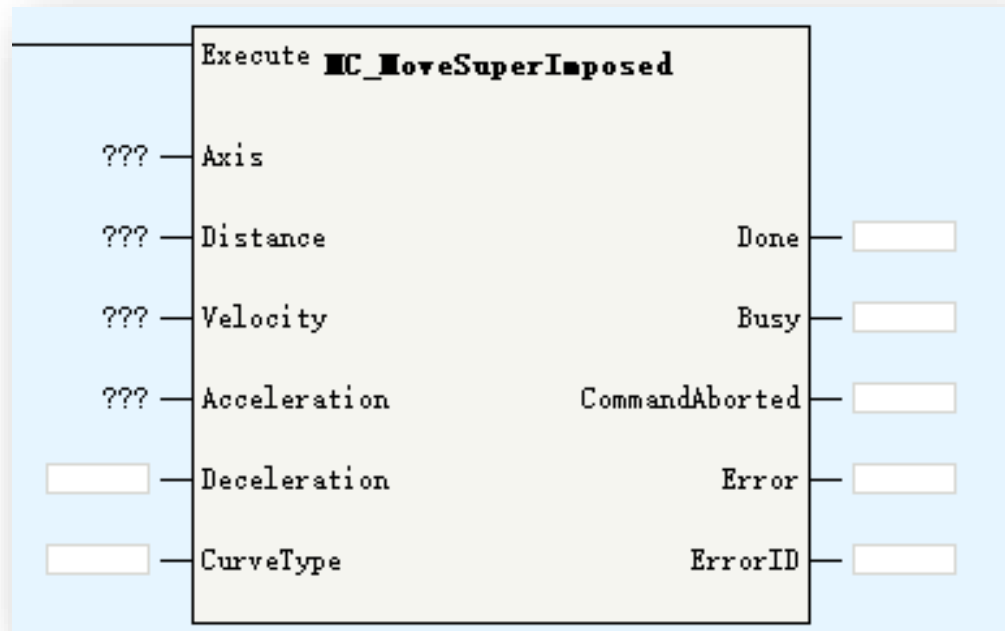 Execute MC_MoveSuperImposed
??? Axis
??? Distance Done
??? Velocity Busy
??? Acceleration CommandAborted
Deceleration Error
CurveType ErrorID